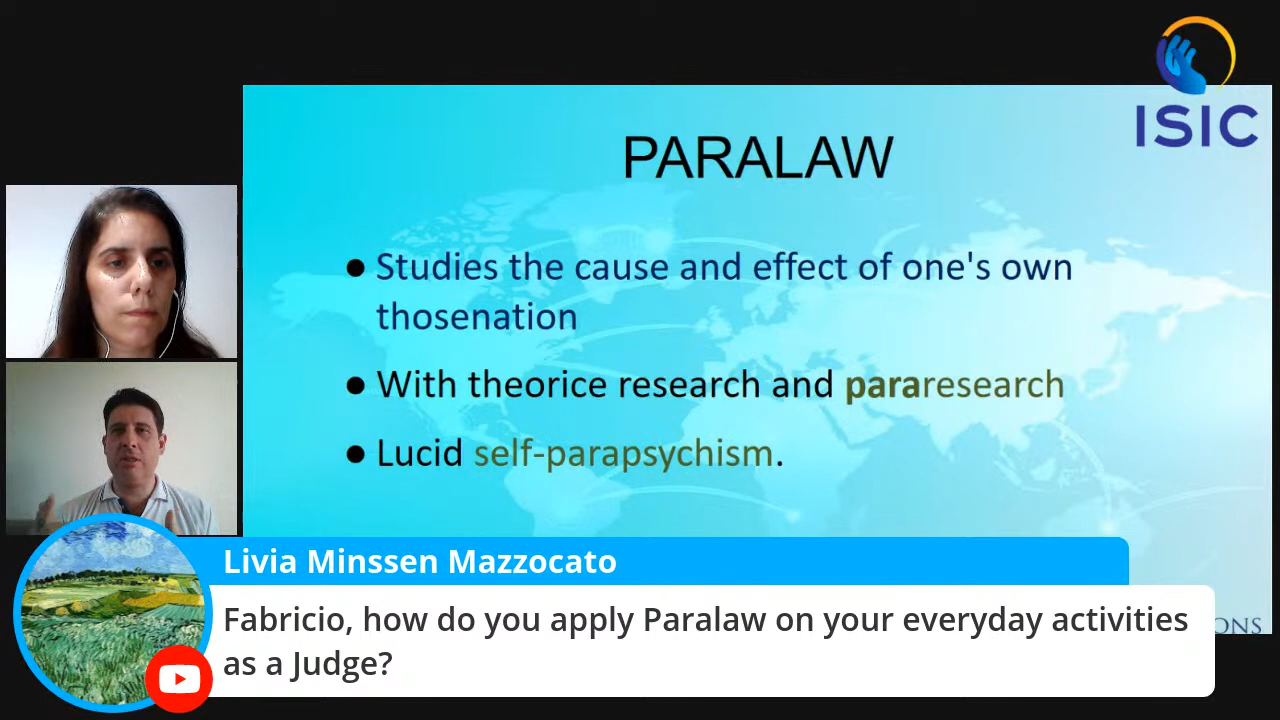 ISIC
PARALAW
● Studies the cause and effect of one's own
thosenation
● With theorice research and pararesearch
● Lucid self-parapsychism.
ONS
Livia Minssen Mazzocato
Fabricio, how do you apply Paralaw on your everyday activities
as a Judge?